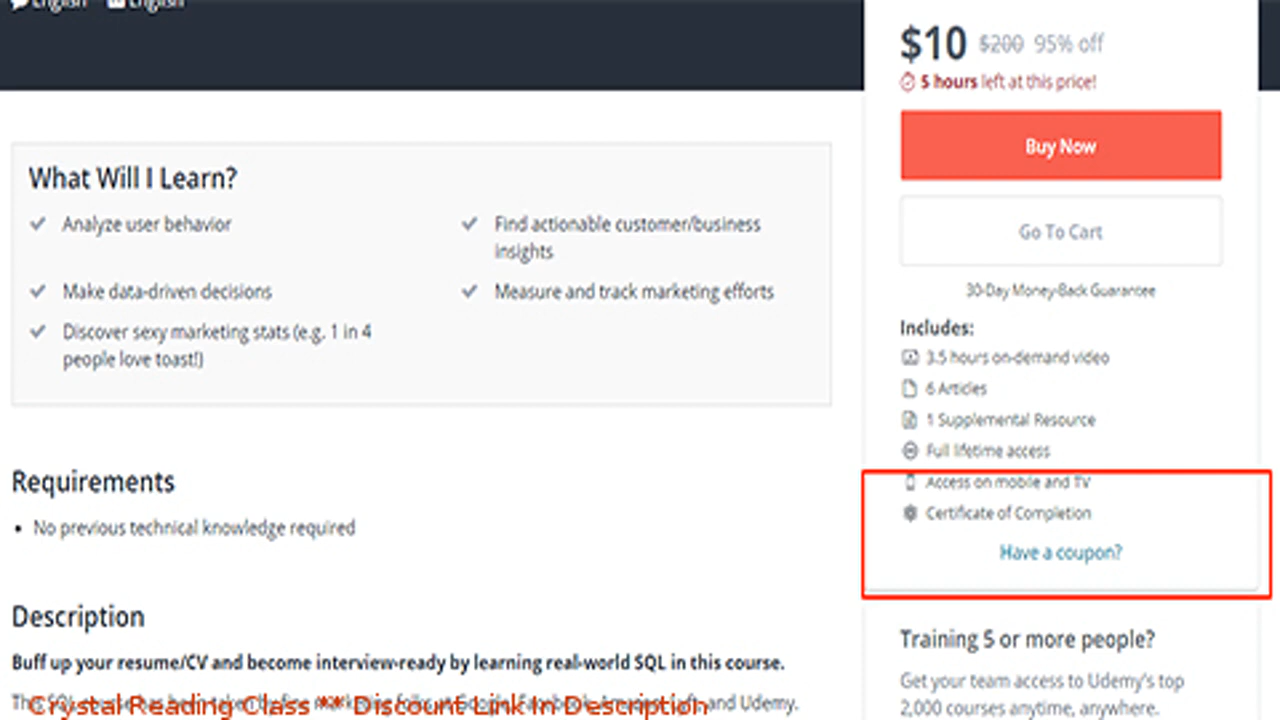 English English
$10 $200 95% off
5 hours left at this price!
Buy Now
Go To Cart
30-Day Money-Back Guarantee
Includes:
3.5 hours on-demand video
6 Articles
1 Supplemental Resource
Full lifetime access
Access on mobile and TV
Certificate of Completion
Have a coupon?
Training 5 or more people?
Get your team access to Udemy's top
2,000 courses anytime, anywhere.
What Will I Learn?
Analyze user behavior
Find actionable customer/business
insights
Make data-driven decisions
Measure and track marketing efforts
Discover sexy marketing stats (e.g. 1 in 4
people love toast!)
Requirements
• No previous technical knowledge required
Description
Buff up your resume/CV and become interview-ready by learning real-world SQL in this course.
and Udemy.
Crystal Reading Class ** Discount Link In Description